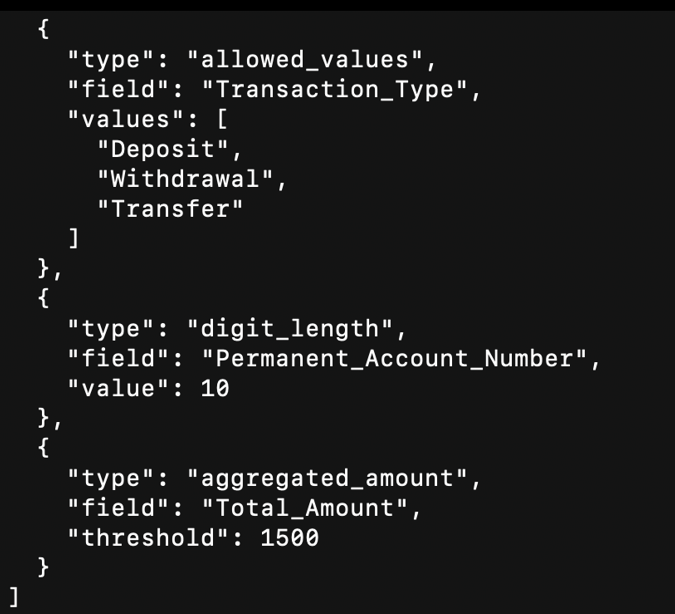 {
"type": "allowed_values",
"field": "Transaction_Type",
"values": [
"Deposit",
"Withdrawal",
"Transfer"
]
},
{
"type": "digit_length",
"field": "Permanent_Account_Number",
"value": 10
},
{
"type": "aggregated_amount",
"field": "Total_Amount",
"threshold": 1500
}
]